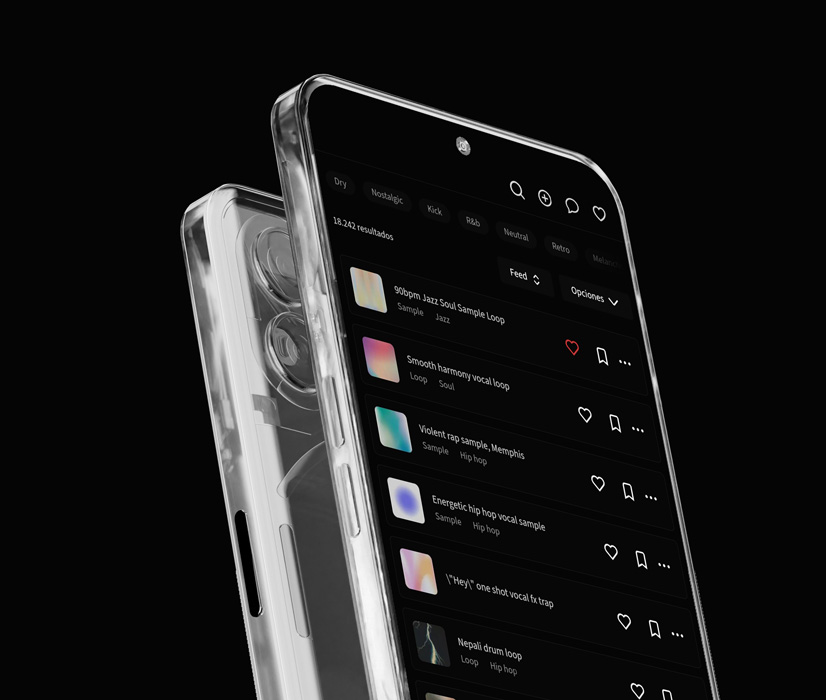 Dry
Nostalgic
Kick
R&b
Neutral
Retro
18.242 resultados
Feed
Opciones
90bpm Jazz Soul Sample Loop
Sample Jazz
Smooth harmony vocal loop
Loop Soul
Violent rap sample, Memphis
Sample Hip hop
Energetic hip hop vocal sample
Sample Hip hop
\"Hey\" one shot vocal fx trap
Nepali drum loop
Loop Hip hop